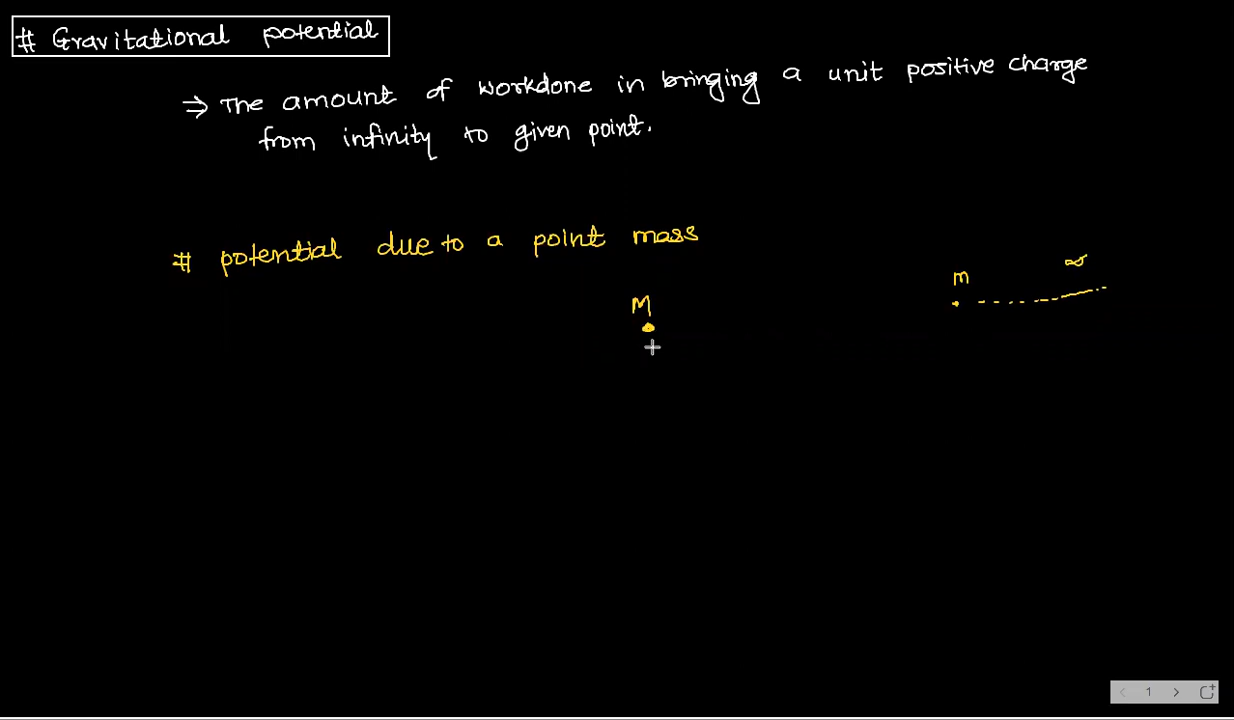 # Gravitational potential
⇒ The amount of workdone in bringing a unit positive charge
from infinity to given point.
# potential due to a point mass
M
m
∞
1